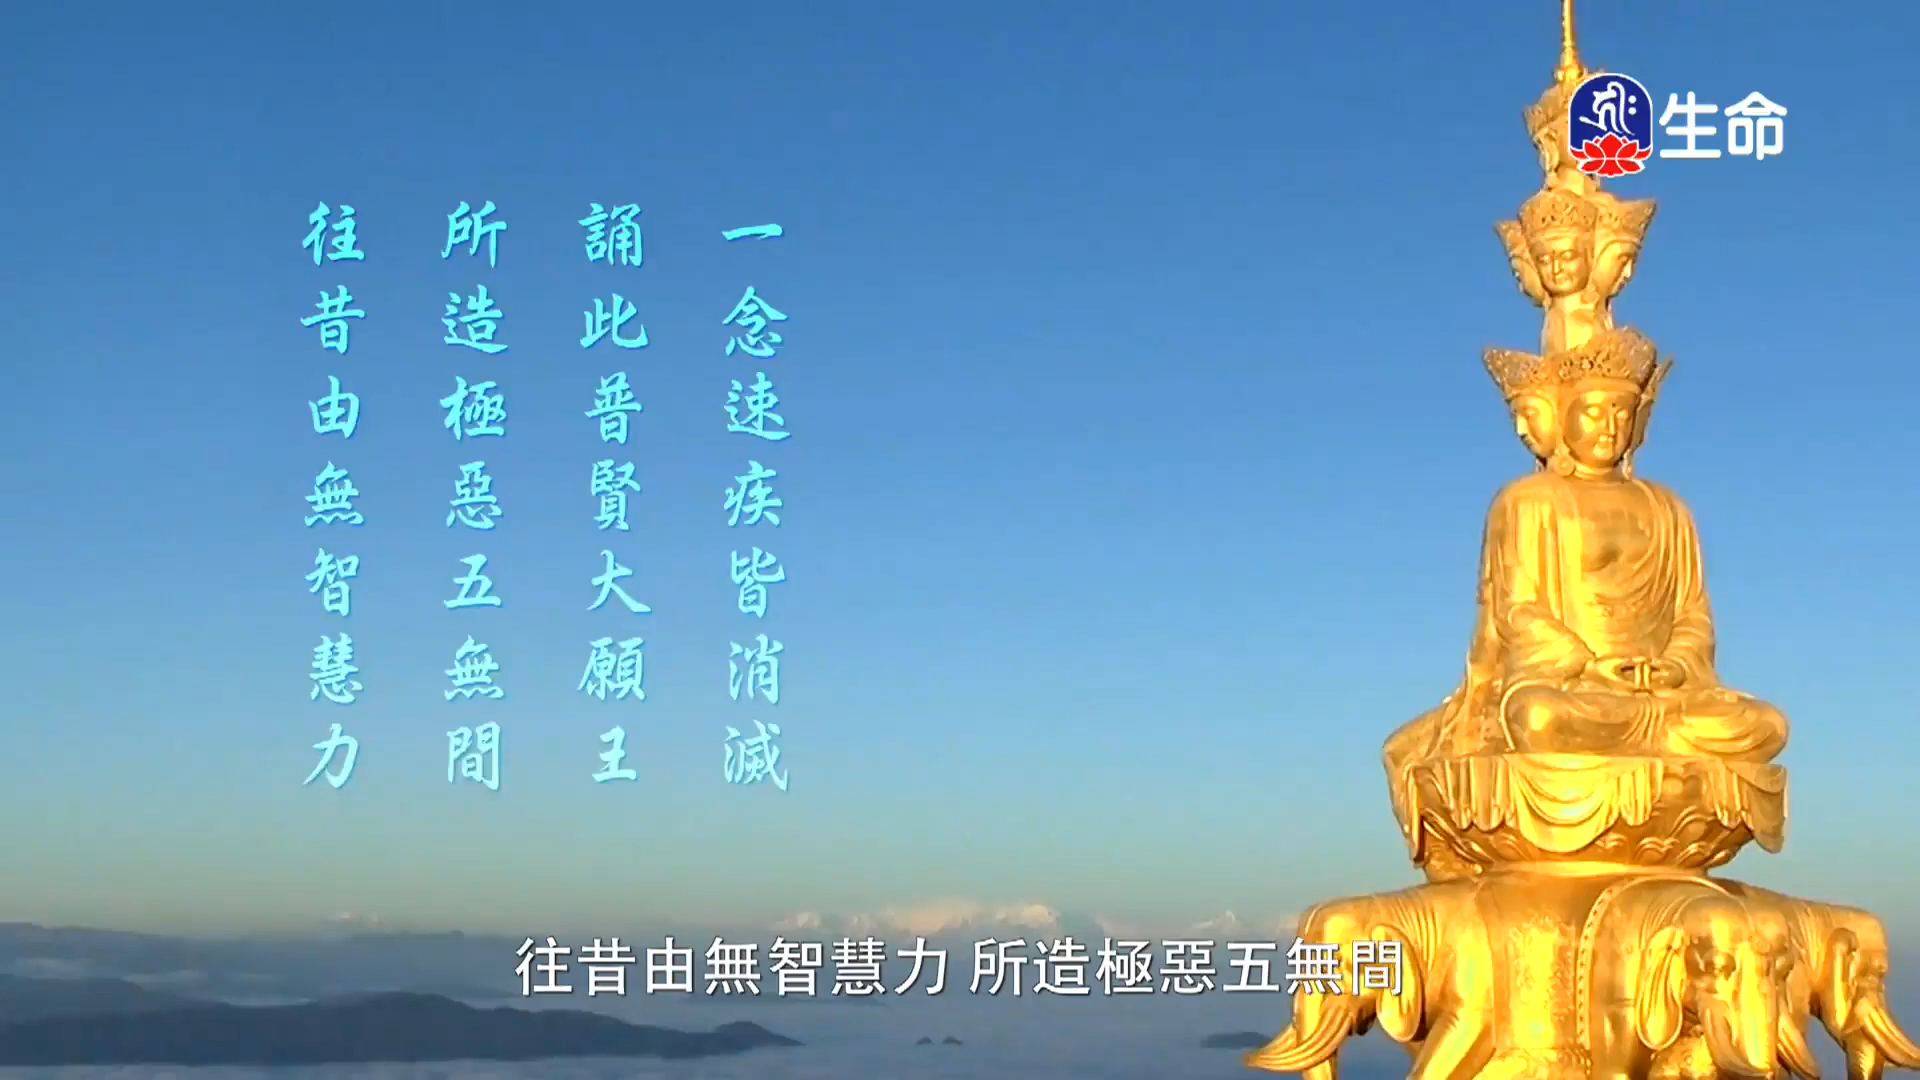 生命
往昔由無智慧力
所造極惡五無間
誦此普賢大願王
一念速疾皆消滅
往昔由無智慧力 所造極惡五無間